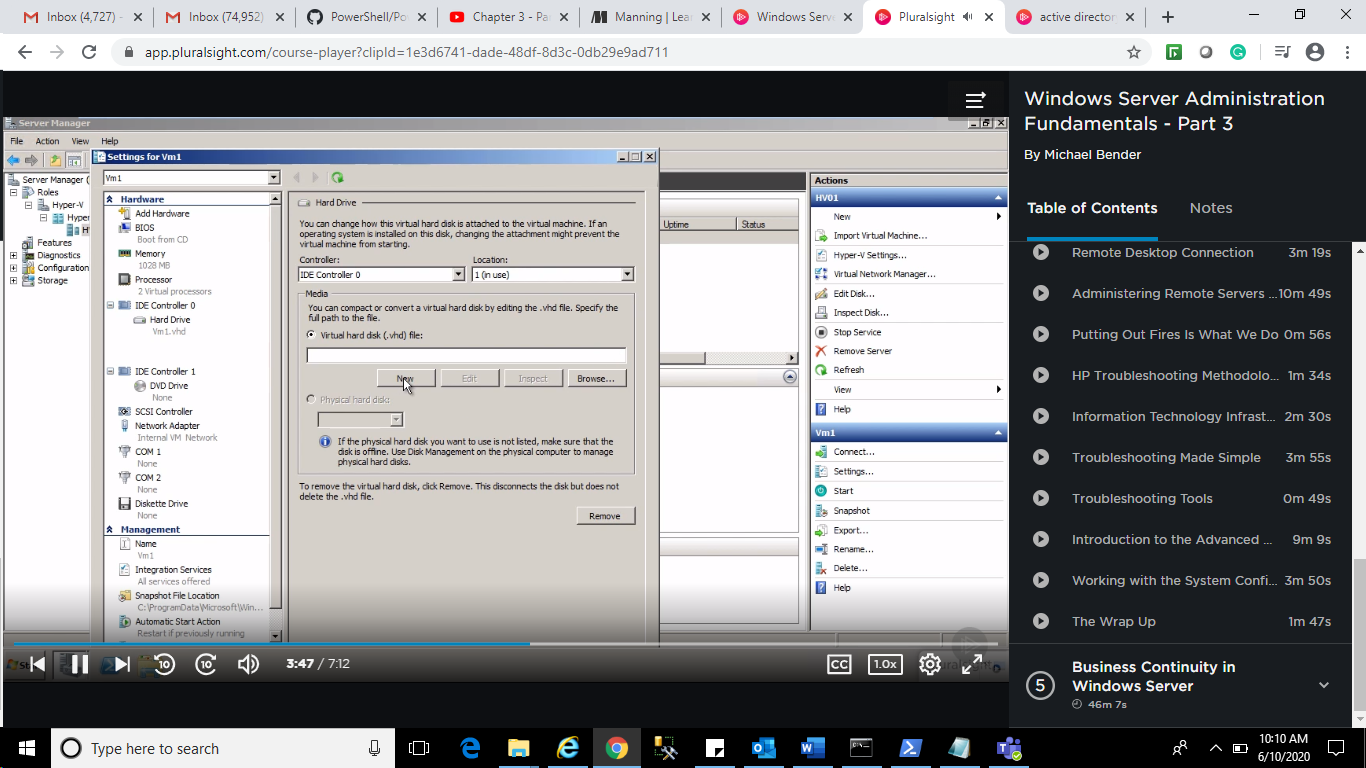 Inbox (4,727) -
Inbox (74,952)
PowerShell/Po
Chapter 3 - Pa
Manning | Lea
Windows Serv
Pluralsight
active director
app.pluralsight.com/course-player?clipId=1e3d6741-dade-48df-8d3c-0db29e9ad711
Server Manager
File Action View Help
Server Manager (
Roles
Hyper-V
Hyper
Features
Diagnostics
Configuration
Storage
Settings for Vm1
Vm1
Hardware
Add Hardware
BIOS
Boot from CD
Memory
1028 MB
Processor
2 Virtual processors
IDE Controller 0
Hard Drive
Vm1.vhd
IDE Controller 1
DVD Drive
None
SCSI Controller
Network Adapter
Internal VM Network
COM 1
None
COM 2
None
Diskette Drive
None
Management
Name
Vm1
Integration Services
All services offered
Snapshot File Location
C:\ProgramData\Microsoft\Win...
Automatic Start Action
Restart if previously running
Hard Drive
You can change how this virtual hard disk is attached to the virtual machine. If an
operating system is installed on this disk, changing the attachment might prevent the
virtual machine from starting.
Controller: Location:
IDE Controller 0 1 (in use)
Media
You can compact or convert a virtual hard disk by editing the .vhd file. Specify the
full path to the file.
Virtual hard disk (.vhd) file:
New Edit Inspect Browse...
Physical hard disk:
If the physical hard disk you want to use is not listed, make sure that the
disk is offline. Use Disk Management on the physical computer to manage
physical hard disks.
To remove the virtual hard disk, click Remove. This disconnects the disk but does not
delete the .vhd file.
Remove
Uptime Status
Actions
HV01
New
Import Virtual Machine...
Hyper-V Settings...
Virtual Network Manager...
Edit Disk...
Inspect Disk...
Stop Service
Remove Server
Refresh
View
Help
Vm1
Connect...
Settings...
Start
Snapshot
Export...
Rename...
Delete...
Help
10 10 3:47 / 7:12 CC 1.0x
Windows Server Administration
Fundamentals - Part 3
By Michael Bender
Table of Contents Notes
Remote Desktop Connection 3m 19s
Administering Remote Servers ... 10m 49s
Putting Out Fires Is What We Do 0m 56s
HP Troubleshooting Methodolo... 1m 34s
Information Technology Infrast... 2m 30s
Troubleshooting Made Simple 3m 55s
Troubleshooting Tools 0m 49s
Introduction to the Advanced ... 9m 9s
Working with the System Confi... 3m 50s
The Wrap Up 1m 47s
5
Business Continuity in
Windows Server
46m 7s
Type here to search
10:10 AM
6/10/2020